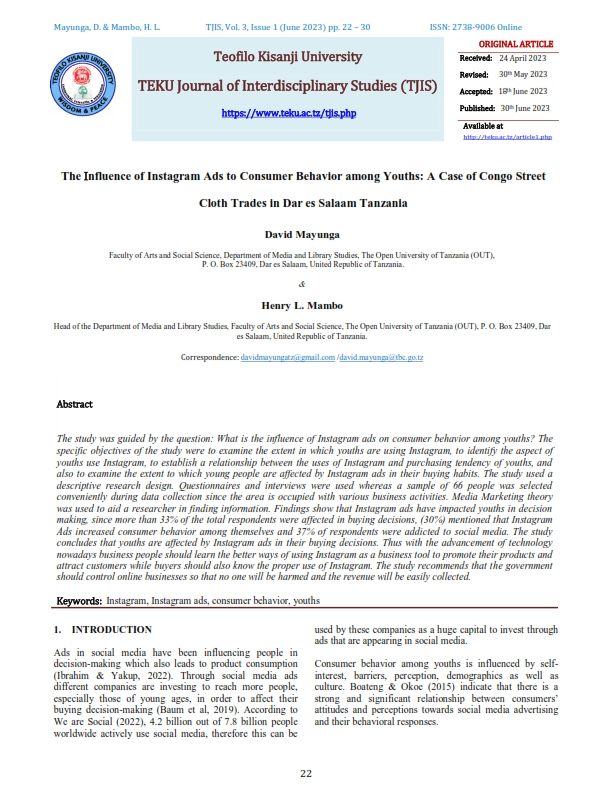 Mayunga, D. & Mambo, H. L. TJIS, Vol. 3, Issue 1 (June 2023) pp. 22 – 30 ISSN: 2738-9006 Online
TEOFILO KISANJI UNIVERSITY
WISDOM & PEACE
Teofilo Kisanji University
TEKU Journal of Interdisciplinary Studies (TJIS)
https://www.teku.ac.tz/tjis.php
ORIGINAL ARTICLE
Received: 24 April 2023
Revised: 30th May 2023
Accepted: 18th June 2023
Published: 30th June 2023
Available at
http://teku.ac.tz/article1.php
The Influence of Instagram Ads to Consumer Behavior among Youths: A Case of Congo Street
Cloth Trades in Dar es Salaam Tanzania
David Mayunga
Faculty of Arts and Social Science, Department of Media and Library Studies, The Open University of Tanzania (OUT),
P. O. Box 23409, Dar es Salaam, United Republic of Tanzania.
&
Henry L. Mambo
Head of the Department of Media and Library Studies, Faculty of Arts and Social Science, The Open University of Tanzania (OUT), P. O. Box 23409, Dar
es Salaam, United Republic of Tanzania.
Correspondence: davidmayungatz@gmail.com /david.mayunga@tbc.go.tz
Abstract
The study was guided by the question: What is the influence of Instagram ads on consumer behavior among youths? The
specific objectives of the study were to examine the extent in which youths are using Instagram, to identify the aspect of
youths use Instagram, to establish a relationship between the uses of Instagram and purchasing tendency of youths, and
also to examine the extent to which young people are affected by Instagram ads in their buying habits. The study used a
descriptive research design. Questionnaires and interviews were used whereas a sample of 66 people was selected
conveniently during data collection since the area is occupied with various business activities. Media Marketing theory
was used to aid a researcher in finding information. Findings show that Instagram ads have impacted youths in decision
making, since more than 33% of the total respondents were affected in buying decisions, (30%) mentioned that Instagram
Ads increased consumer behavior among themselves and 37% of respondents were addicted to social media. The study
concludes that youths are affected by Instagram ads in their buying decisions. Thus with the advancement of technology
nowadays business people should learn the better ways of using Instagram as a business tool to promote their products and
attract customers while buyers should also know the proper use of Instagram. The study recommends that the government
should control online businesses so that no one will be harmed and the revenue will be easily collected.
Keywords: Instagram, Instagram ads, consumer behavior, youths
1. INTRODUCTION
Ads in social media have been influencing people in
decision-making which also leads to product consumption
(Ibrahim & Yakup, 2022). Through social media ads
different companies are investing to reach more people,
especially those of young ages, in order to affect their
buying decision-making (Baum et al, 2019). According to
We are Social (2022), 4.2 billion out of 7.8 billion people
worldwide actively use social media, therefore this can be
used by these companies as a huge capital to invest through
ads that are appearing in social media.
Consumer behavior among youths is influenced by self-
interest, barriers, perception, demographics as well as
culture. Boateng & Okoe (2015) indicate that there is a
strong and significant relationship between consumers'
attitudes and perceptions towards social media advertising
and their behavioral responses.
22